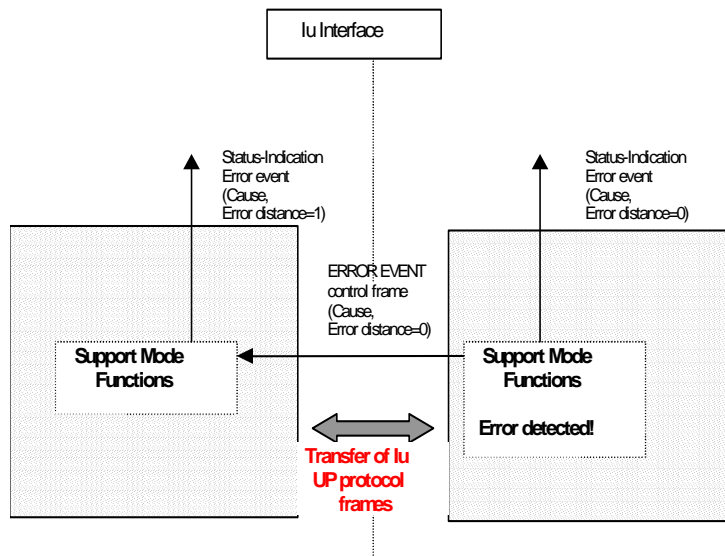 Iu Interface
Status-Indication
Error event
(Cause,
Error distance=1)
Status-Indication
Error event
(Cause,
Error distance=0)
ERROR EVENT
control frame
(Cause,
Error distance=0)
Support Mode
Functions
Support Mode
Functions
Error detected!
Transfer of Iu
UP protocol
frames